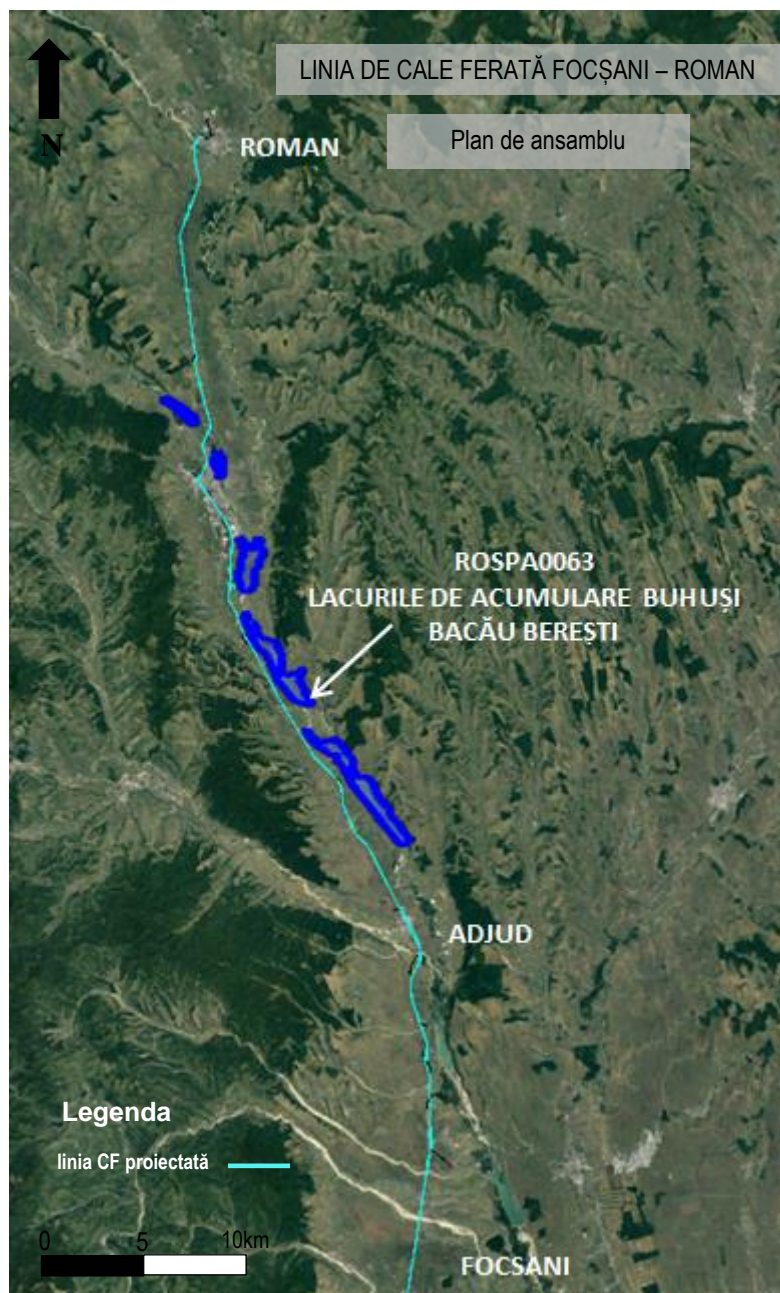 LINIA DE CALE FERATĂ FOCȘANI – ROMAN
Plan de ansamblu
N
ROMAN
ROSPA0063
LACURILE DE ACUMULARE BUHUȘI
BACĂU BEREȘTI
ADJUD
Legenda
linia CF proiectată
0 5 10km
FOCSANI